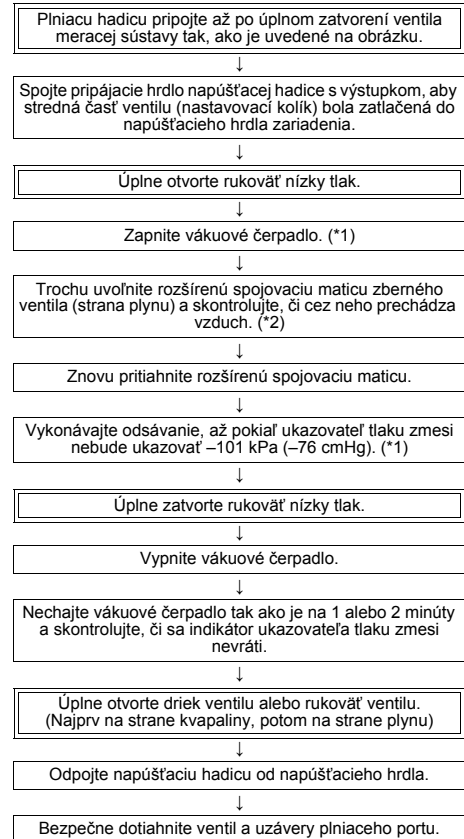 Plniacu hadicu pripojte až po úplnom zatvorení ventila
meracej sústavy tak, ako je uvedené na obrázku.
↓
Spojte pripájacie hrdlo napúšťacej hadice s výstupkom, aby
stredná časť ventilu (nastavovací kolík) bola zatlačená do
napúšťacieho hrdla zariadenia.
↓
Úplne otvorte rukoväť nízky tlak.
↓
Zapnite vákuové čerpadlo. (*1)
↓
Trochu uvoľnite rozšírenú spojovaciu maticu zberného
ventila (strana plynu) a skontrolujte, či cez neho prechádza
vzduch. (*2)
↓
Znovu pritiahnite rozšírenú spojovaciu maticu.
↓
Vykonávajte odsávanie, až pokiaľ ukazovateľ tlaku zmesi
nebude ukazovať –101 kPa (–76 cmHg). (*1)
↓
Úplne zatvorte rukoväť nízky tlak.
↓
Vypnite vákuové čerpadlo.
↓
Nechajte vákuové čerpadlo tak ako je na 1 alebo 2 minúty
a skontrolujte, či sa indikátor ukazovateľa tlaku zmesi
nevráti.
↓
Úplne otvorte driek ventilu alebo rukoväť ventilu.
(Najprv na strane kvapaliny, potom na strane plynu)
↓
Odpojte napúšťaciu hadicu od napúšťacieho hrdla.
↓
Bezpečne dotiahnite ventil a uzávery plniaceho portu.